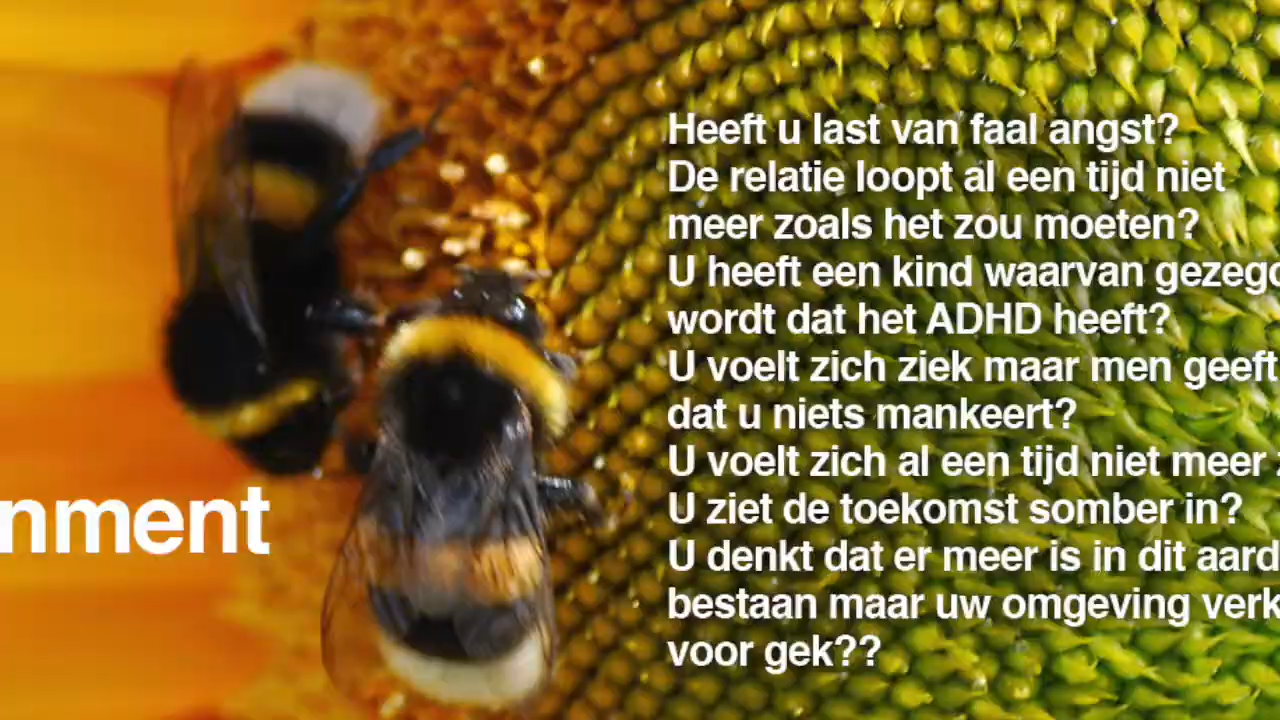 Heeft u last van faal angst?
De relatie loopt al een tijd niet
meer zoals het zou moeten?
U heeft een kind waarvan
wordt dat het ADHD heeft?
U voelt zich ziek maar men geeft
dat u niets mankeert?
U voelt zich al een tijd niet meer
nment
U ziet de toekomst somber in?
U denkt dat er meer is in dit
bestaan maar uw omgeving
voor gek??